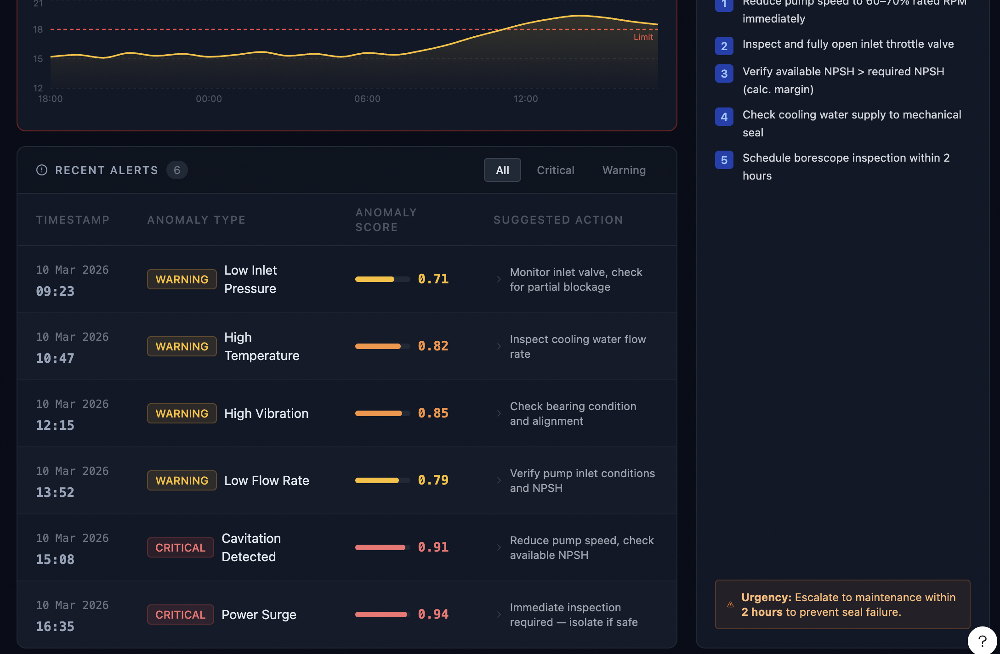 21
18
Limit
15
12
18:00 00:00 06:00 12:00
RECENT ALERTS 6
All Critical Warning
TIMESTAMP ANOMALY TYPE ANOMALY SCORE SUGGESTED ACTION
10 Mar 2026
09:23
WARNING
Low Inlet
Pressure
0.71
Monitor inlet valve, check
for partial blockage
10 Mar 2026
10:47
WARNING
High
Temperature
0.82
Inspect cooling water flow
rate
10 Mar 2026
12:15
WARNING
High Vibration
0.85
Check bearing condition
and alignment
10 Mar 2026
13:52
WARNING
Low Flow Rate
0.79
Verify pump inlet conditions
and NPSH
10 Mar 2026
15:08
CRITICAL
Cavitation
Detected
0.91
Reduce pump speed, check
available NPSH
10 Mar 2026
16:35
CRITICAL
Power Surge
0.94
Immediate inspection
required — isolate if safe
1 Reduce pump speed to 60–70% rated RPM
immediately
2 Inspect and fully open inlet throttle valve
3 Verify available NPSH > required NPSH
(calc. margin)
4 Check cooling water supply to mechanical
seal
5 Schedule borescope inspection within 2
hours
Urgency: Escalate to maintenance within
2 hours to prevent seal failure.
?